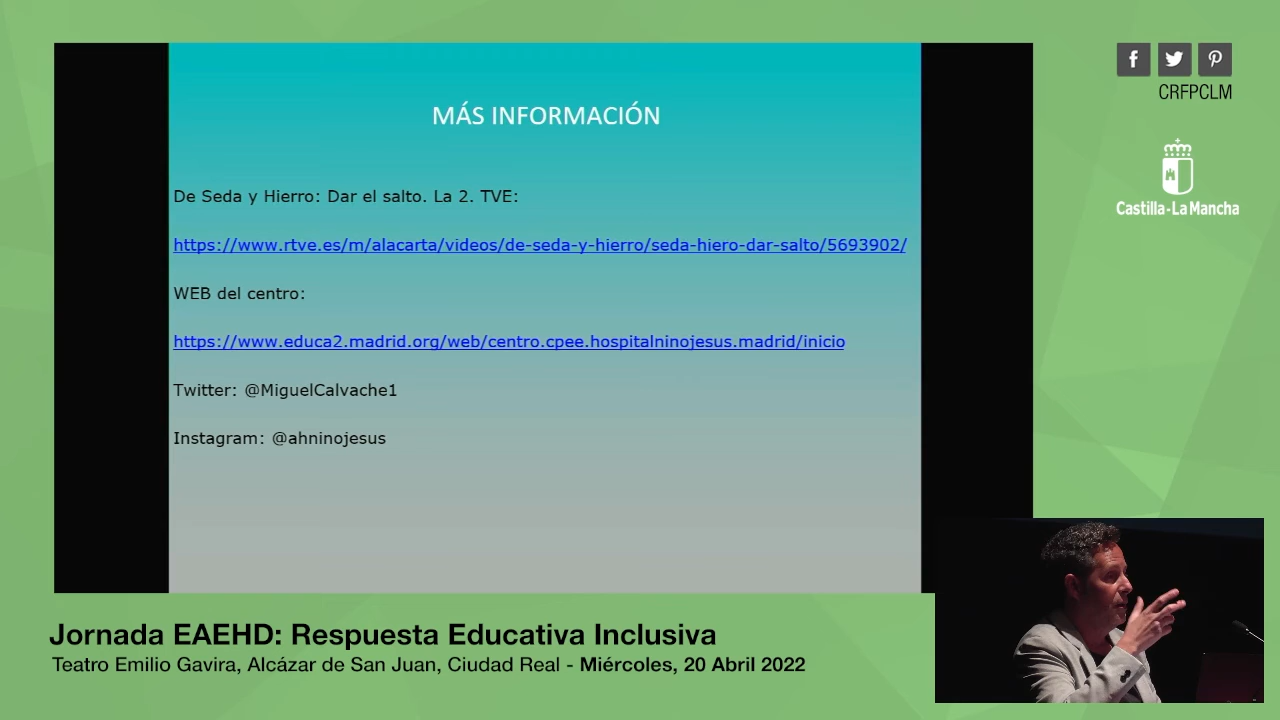 MÁS INFORMACIÓN
De Seda y Hierro: Dar el salto. La 2. TVE:
https://www.rtve.es/m/alacarta/videos/de-seda-y-hierro/seda-hiero-dar-salto/5693902/
WEB del centro:
https://www.educa2.madrid.org/web/centro.cpee.hospitalninojesus.madrid/inicio
Twitter: @MiguelCalvache1
Instagram: @ahninojesus
CRFPCLM
Castilla-La Mancha
Jornada EAEHD: Respuesta Educativa Inclusiva
Teatro Emilio Gavira, Alcázar de San Juan, Ciudad Real - Miércoles, 20 Abril 2022